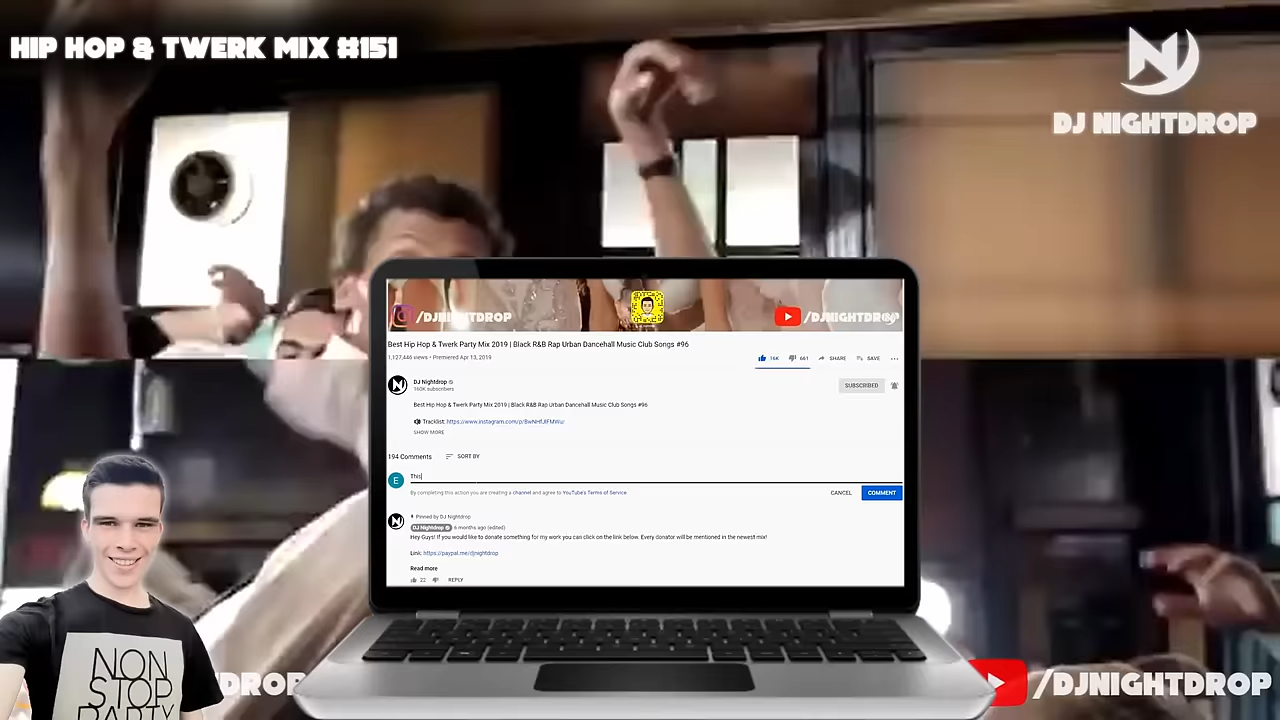 HIP HOP & TWERK MIX #151
DJ NIGHTDROP
/DJNIGHTDROP
/DJNIGHTDROP
Best Hip Hop & Twerk Party Mix 2019 | Black R&B Rap Urban Dancehall Music Club Songs #96
1,127,446 views • Premiered Apr 13, 2019
16K
661
SHARE
SAVE
DJ Nightdrop
160K subscribers
SUBSCRIBED
Best Hip Hop & Twerk Party Mix 2019 | Black R&B Rap Urban Dancehall Music Club Songs #96
Tracklist:
SHOW MORE
194 Comments
SORT BY
E
This
By completing this action you are creating a channel and agree to YouTube's Terms of Service
CANCEL
COMMENT
Pinned by DJ Nightdrop
DJ Nightdrop
6 months ago (edited)
Hey Guys! If you would like to donate something for my work you can click on the link below. Every donator will be mentioned in the newest mix!
Link: https://paypal.me/djnightdrop
Read more
22
REPLY
NON
STOP
PARTY
DROP
/DJNIGHTDROP